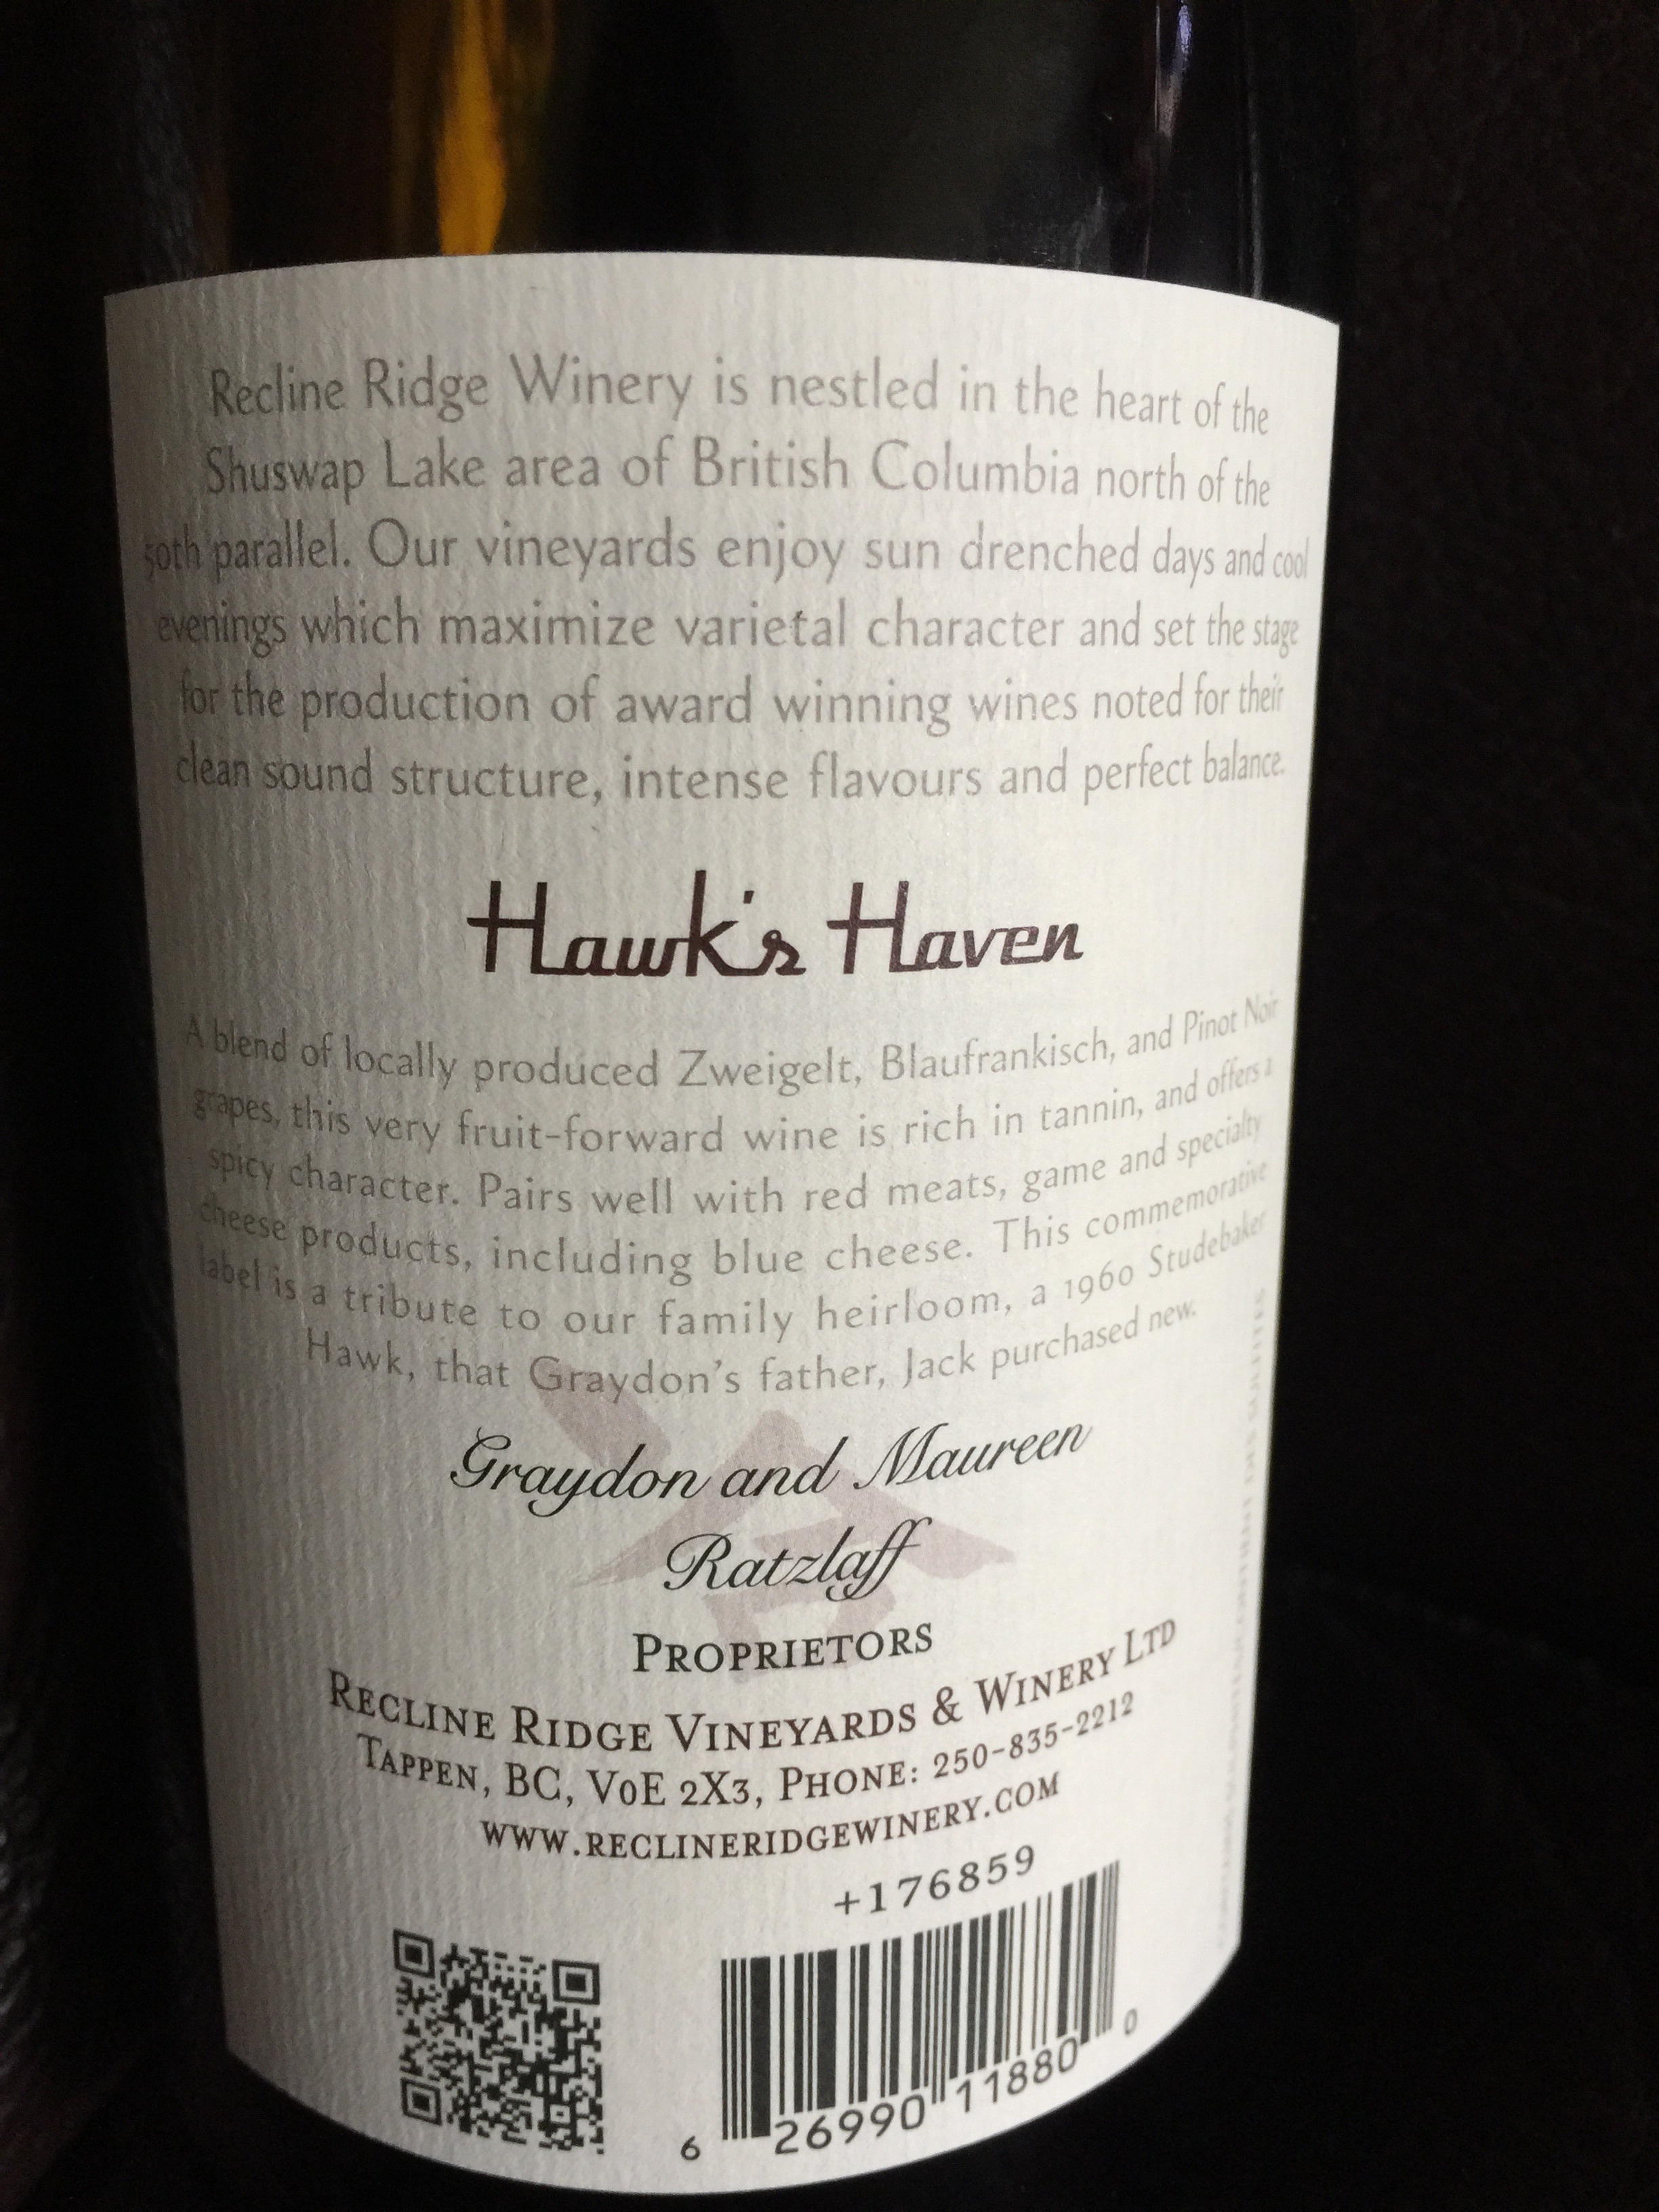 Recline Ridge Winery is nestled in the heart of the
Shuswap Lake area of British Columbia north of the
50th parallel. Our vineyards enjoy sun drenched days and cool
evenings which maximize varietal character and set the stage
for the production of award winning wines noted for their
clean sound structure, intense flavours and perfect balance.
Hawk's Haven
A blend of locally produced Zweigelt, Blaufrankisch, and Pinot Noir
grapes, this very fruit-forward wine is rich in tannin, and offers a
spicy character. Pairs well with red meats, game and specialty
cheese products, including blue cheese. This commemorative
label is a tribute to our family heirloom, a 1960 Studebaker
Hawk, that Graydon's father, Jack purchased new.
Graydon and Maureen
Ratzlaff
PROPRIETORS
RECLINE RIDGE VINEYARDS & WINERY LTD
TAPPEN, BC, V0E 2X3, PHONE: 250-835-2212
WWW.RECLINERIDGEWINERY.COM
+176859
6 26990 11880 0